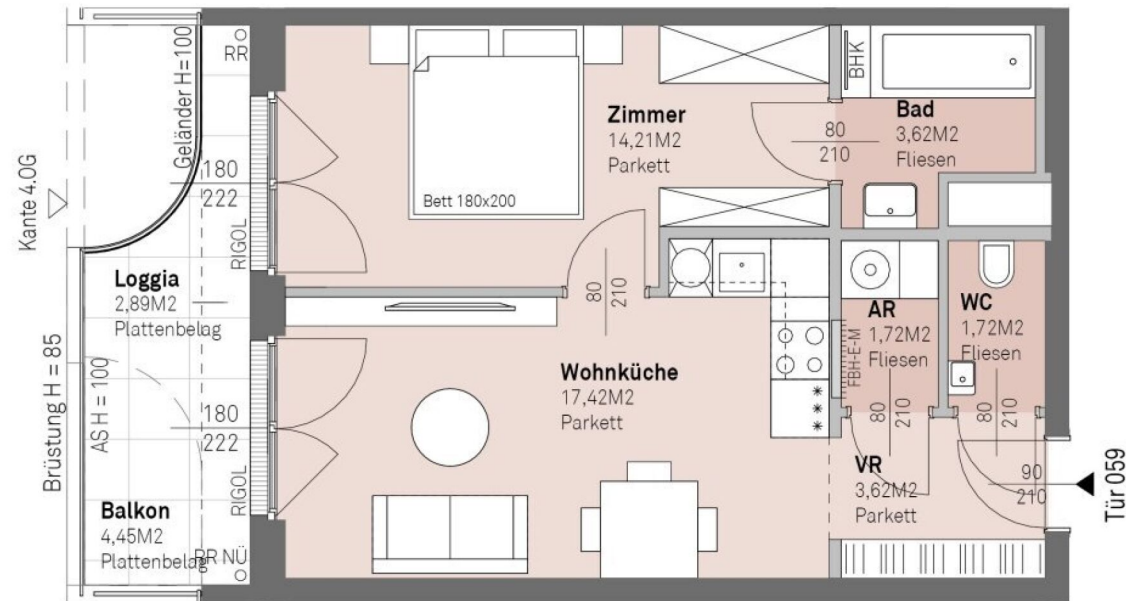 Kante 4.0G
Brüstung H = 85
AS H = 100
Geländer H=100
RR
180
222
RIGOL
Loggia
2,89M2
Plattenbelag
180
222
RIGOL
Balkon
4,45M2
Plattenbelag
RR NÜ
Bett 180x200
Zimmer
14,21M2
Parkett
80
210
BHK
Bad
3,62M2
Fliesen
80
210
Wohnküche
17,42M2
Parkett
FBH-E-M
AR
1,72M2
Fliesen
80
210
WC
1,72M2
Fliesen
80
210
VR
3,62M2
Parkett
90
210
Tür 059